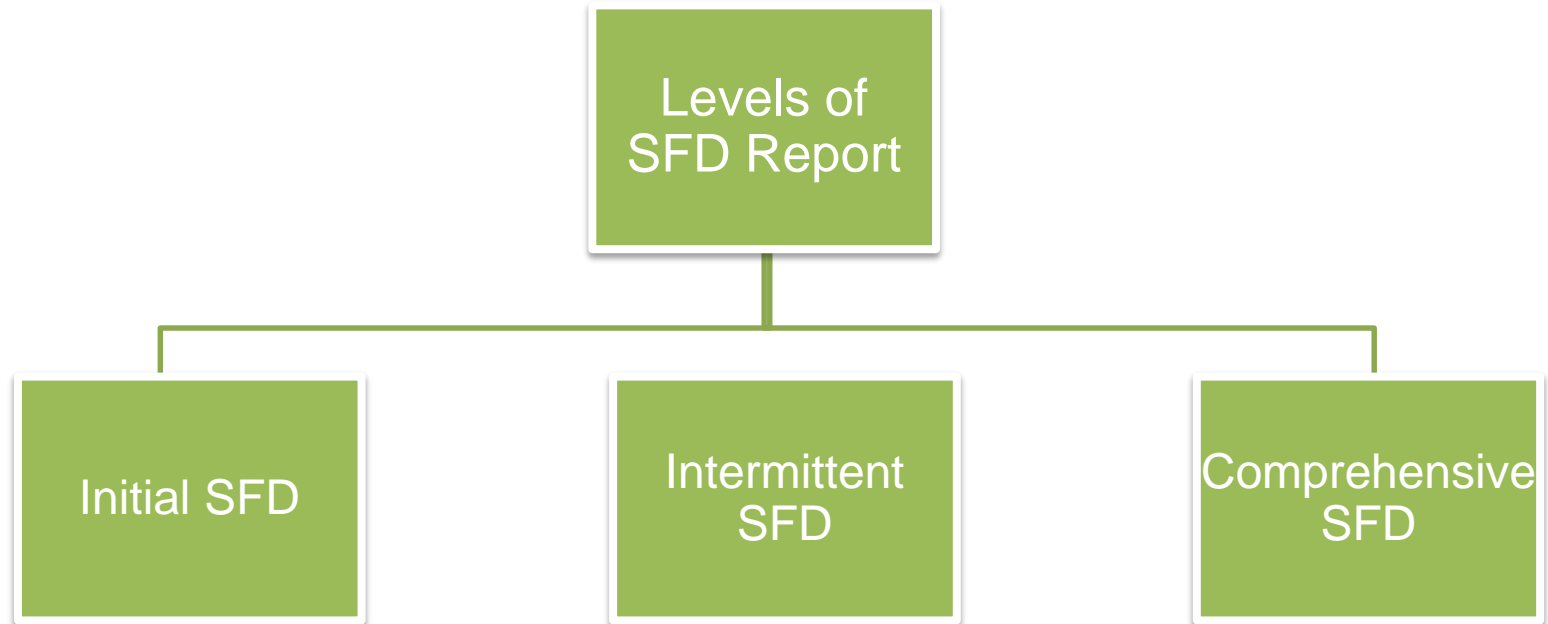 Levels of
SFD Report
Initial SFD
Intermittent
SFD
Comprehensive
SFD